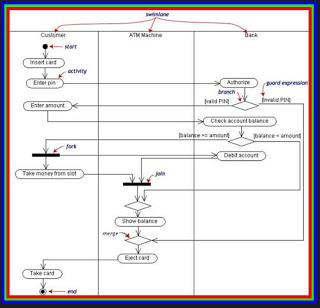 swimlane
Customer
ATM Machine
Bank
start
Insert card
activity
Enter pin
Authorize
guard expression
branch
[valid PIN]
[invalid PIN]
Enter amount
Check account balance
[balance >= amount]
[balance < amount]
fork
Debit account
Take money from slot
join
Show balance
merge
Eject card
Take card
end